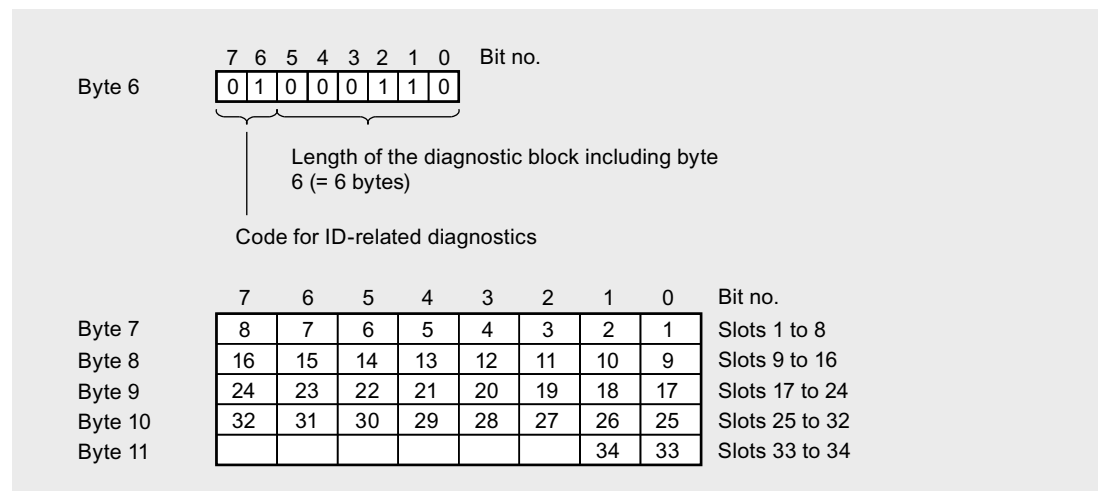 7 6 5 4 3 2 1 0 Bit no.
Byte 6 0 1 0 0 0 1 1 0
Length of the diagnostic block including byte
6 (= 6 bytes)
Code for ID-related diagnostics
7 6 5 4 3 2 1 0 Bit no.
Byte 7 8 7 6 5 4 3 2 1 Slots 1 to 8
Byte 8 16 15 14 13 12 11 10 9 Slots 9 to 16
Byte 9 24 23 22 21 20 19 18 17 Slots 17 to 24
Byte 10 32 31 30 29 28 27 26 25 Slots 25 to 32
Byte 11 34 33 Slots 33 to 34